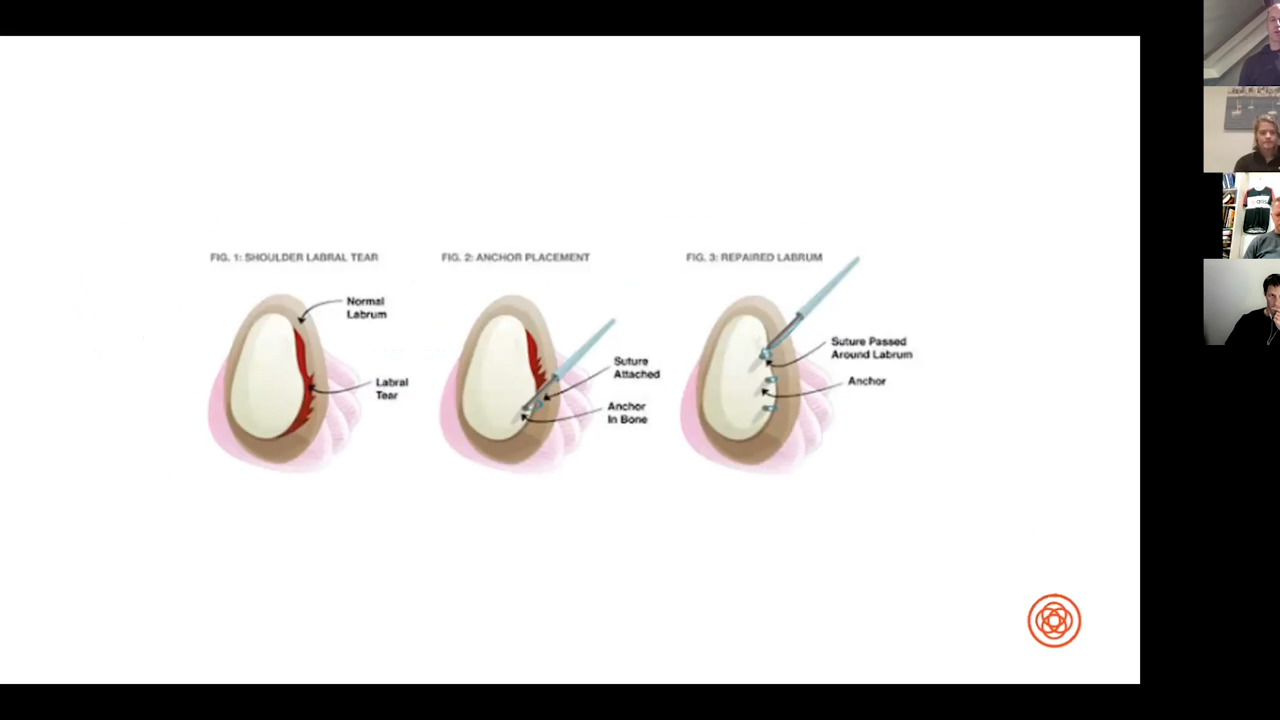 FIG. 1: SHOULDER LABRAL TEAR
Normal
Labrum
Labral
Tear
FIG. 2: ANCHOR PLACEMENT
Suture
Attached
Anchor
In Bone
FIG. 3: REPAIRED LABRUM
Suture Passed
Around Labrum
Anchor